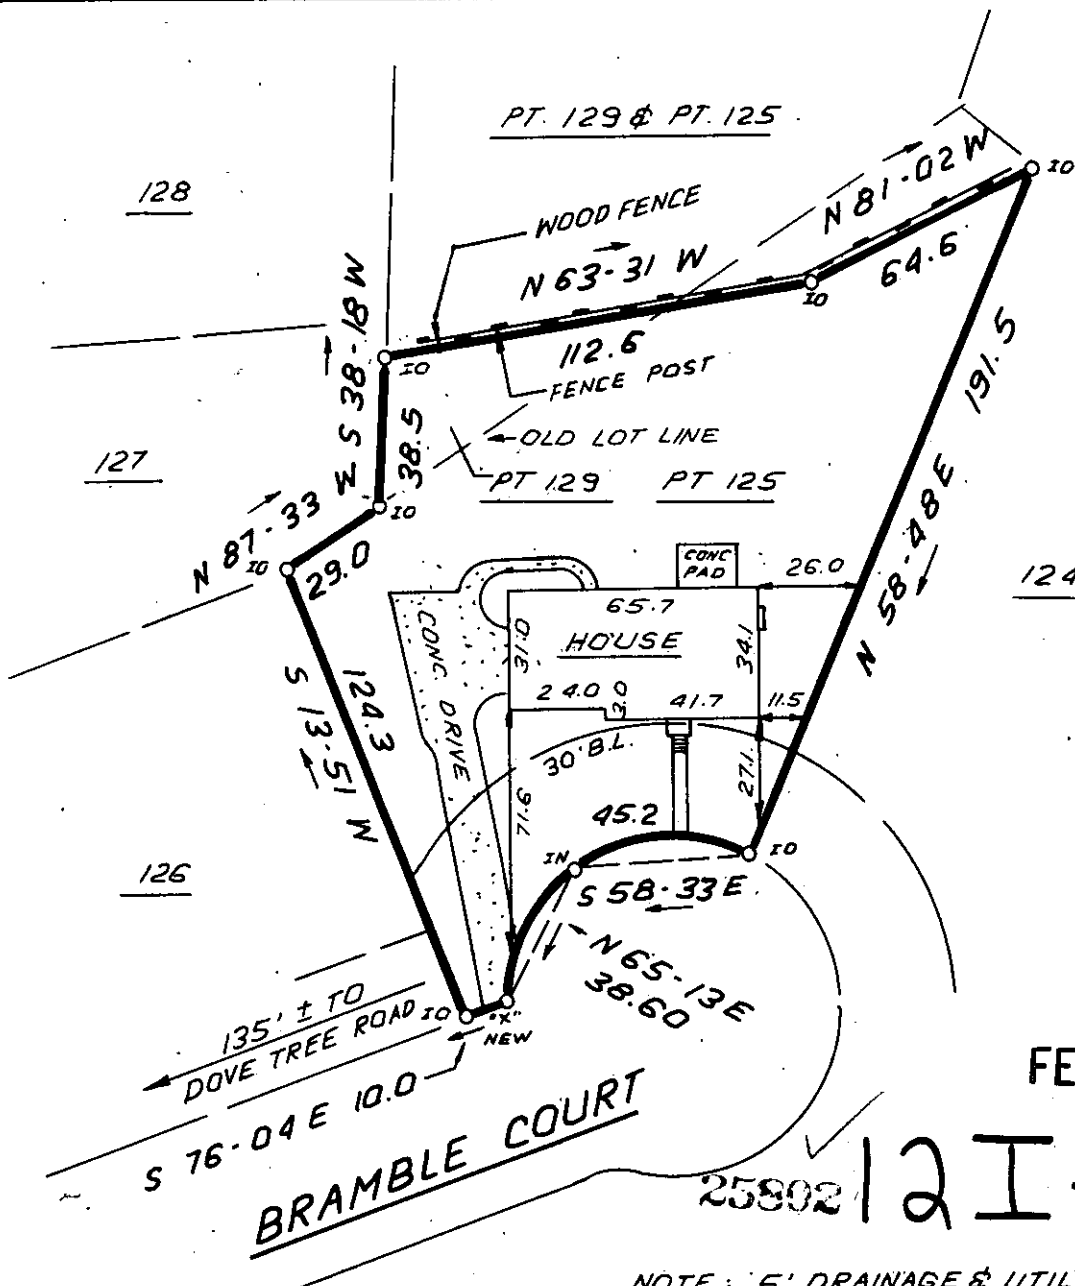 PT. 129 & PT. 125
128
WOOD FENCE
N 81-02 W
IO
N 63-31 W
64.6
IO
S 38-18 W
112.6
IO
FENCE POST
191.5
38.5
OLD LOT LINE
127
PT 129
PT 125
N 87-33 W
IO
IO
29.0
CONC PAD
26.0
N 58-48 E
124
65.7
HOUSE
31.0
34.1
24.0
3.0
41.7
11.5
CONC. DRIVE
124.3
S 13-51 W
30' B.L.
27.1
71.6
45.2
IN
IO
S 58-33 E
126
N 65-13 E
38.60
135' ± TO
DOVE TREE ROAD
IO
"X"
NEW
S 76-04 E 10.0
BRAMBLE COURT
FE
25802
12 I
NOTE: 5' DRAINAGE & UTIL